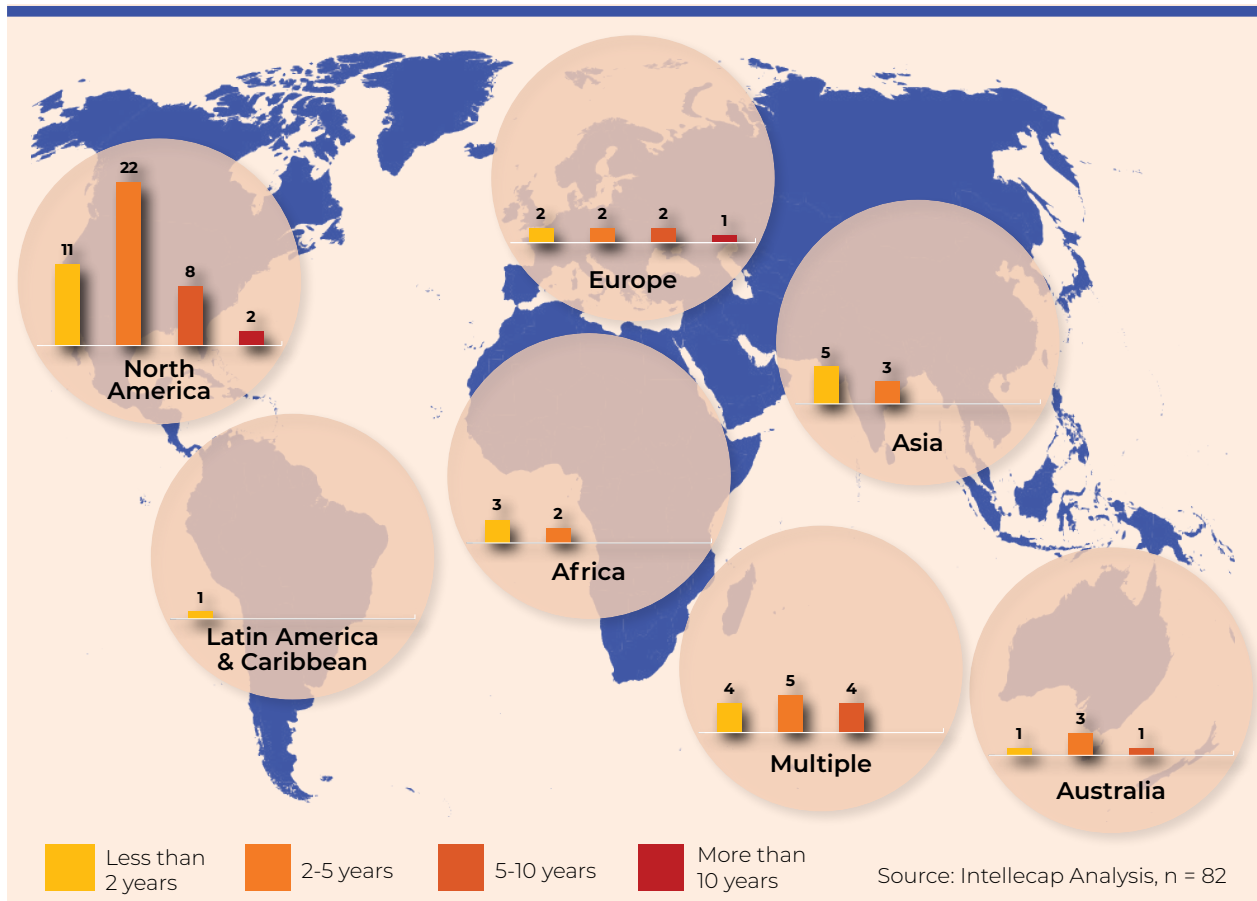 22
11
8
2
North
America
2
2
2
1
Europe
5
3
Asia
3
2
Africa
1
Latin America
& Caribbean
4
5
4
Multiple
1
3
1
Australia
Less than
2 years
2-5 years
5-10 years
More than
10 years
Source: Intellecap Analysis, n = 82